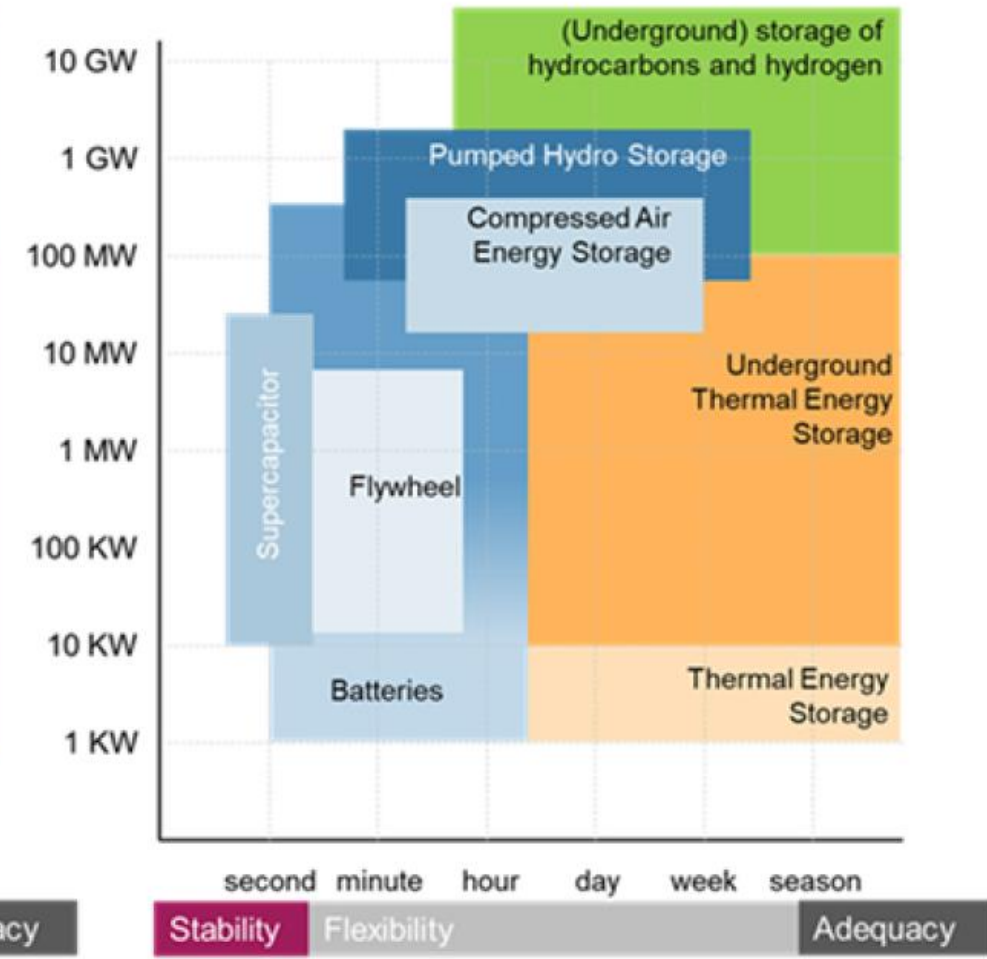 (Underground) storage of
hydrocarbons and hydrogen
10 GW
Pumped Hydro Storage
1 GW
Compressed Air
Energy Storage
100 MW
10 MW
Underground
Thermal Energy
Storage
Supercapacitor
1 MW
Flywheel
100 KW
10 KW
Thermal Energy
Storage
Batteries
1 KW
second minute hour day week season
Stability Flexibility Adequacy